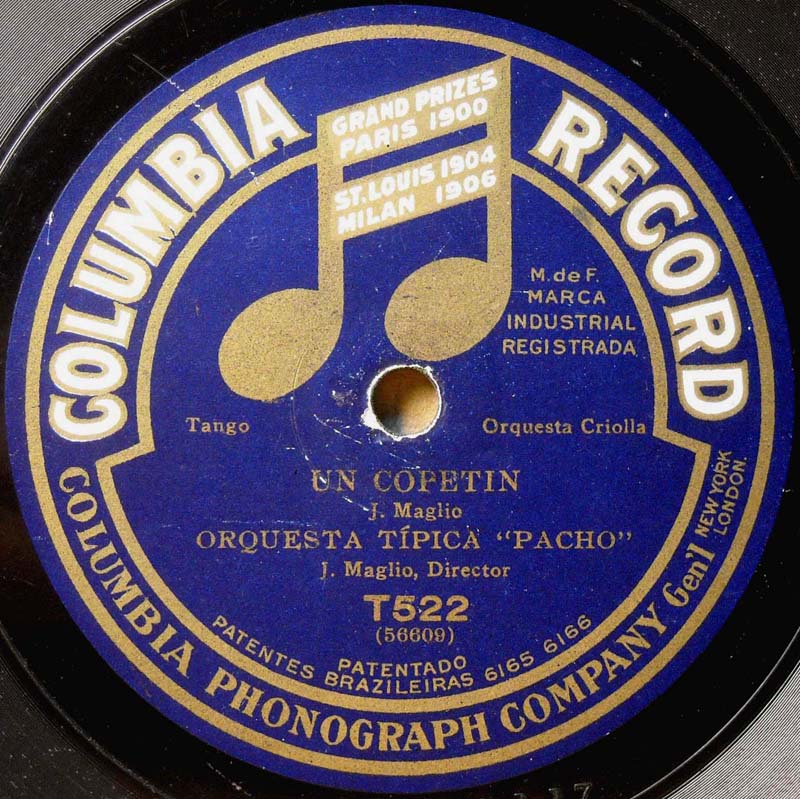 COLUMBIA RECORD
GRAND PRIZES
PARIS 1900
ST. LOUIS 1904
MILAN 1906
M. de F.
MARCA
INDUSTRIAL
REGISTRADA
Tango
Orquesta Criolla
UN COPETIN
J. Maglio
ORQUESTA TÍPICA "PACHO"
J. Maglio, Director
T522
(56609)
PATENTADO
PATENTES BRAZILEIRAS 6165 6166
COLUMBIA PHONOGRAPH COMPANY Gen'l
NEW YORK
LONDON.